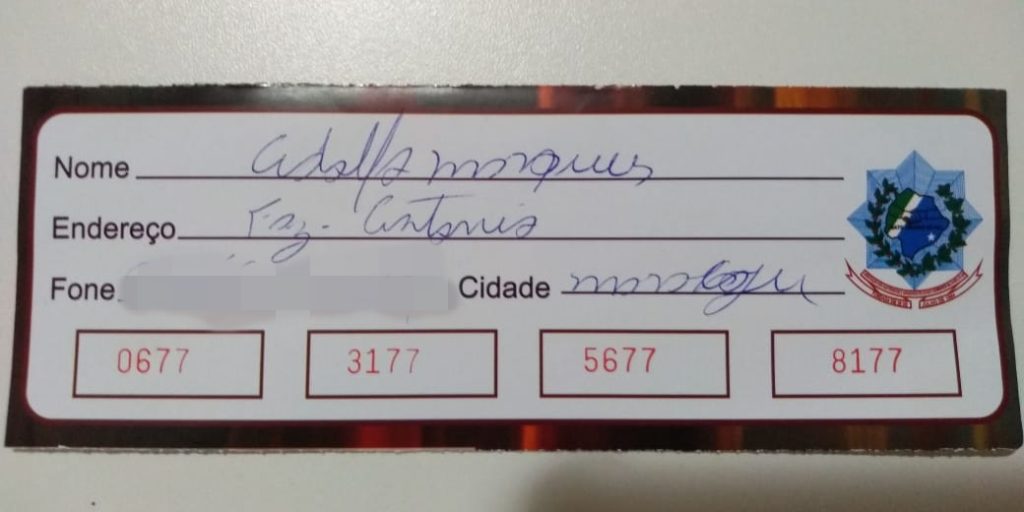 Nome Adolfo Marques
Endereço Faz. Antonio
Fone Cidade
0677 3177 5677 8177